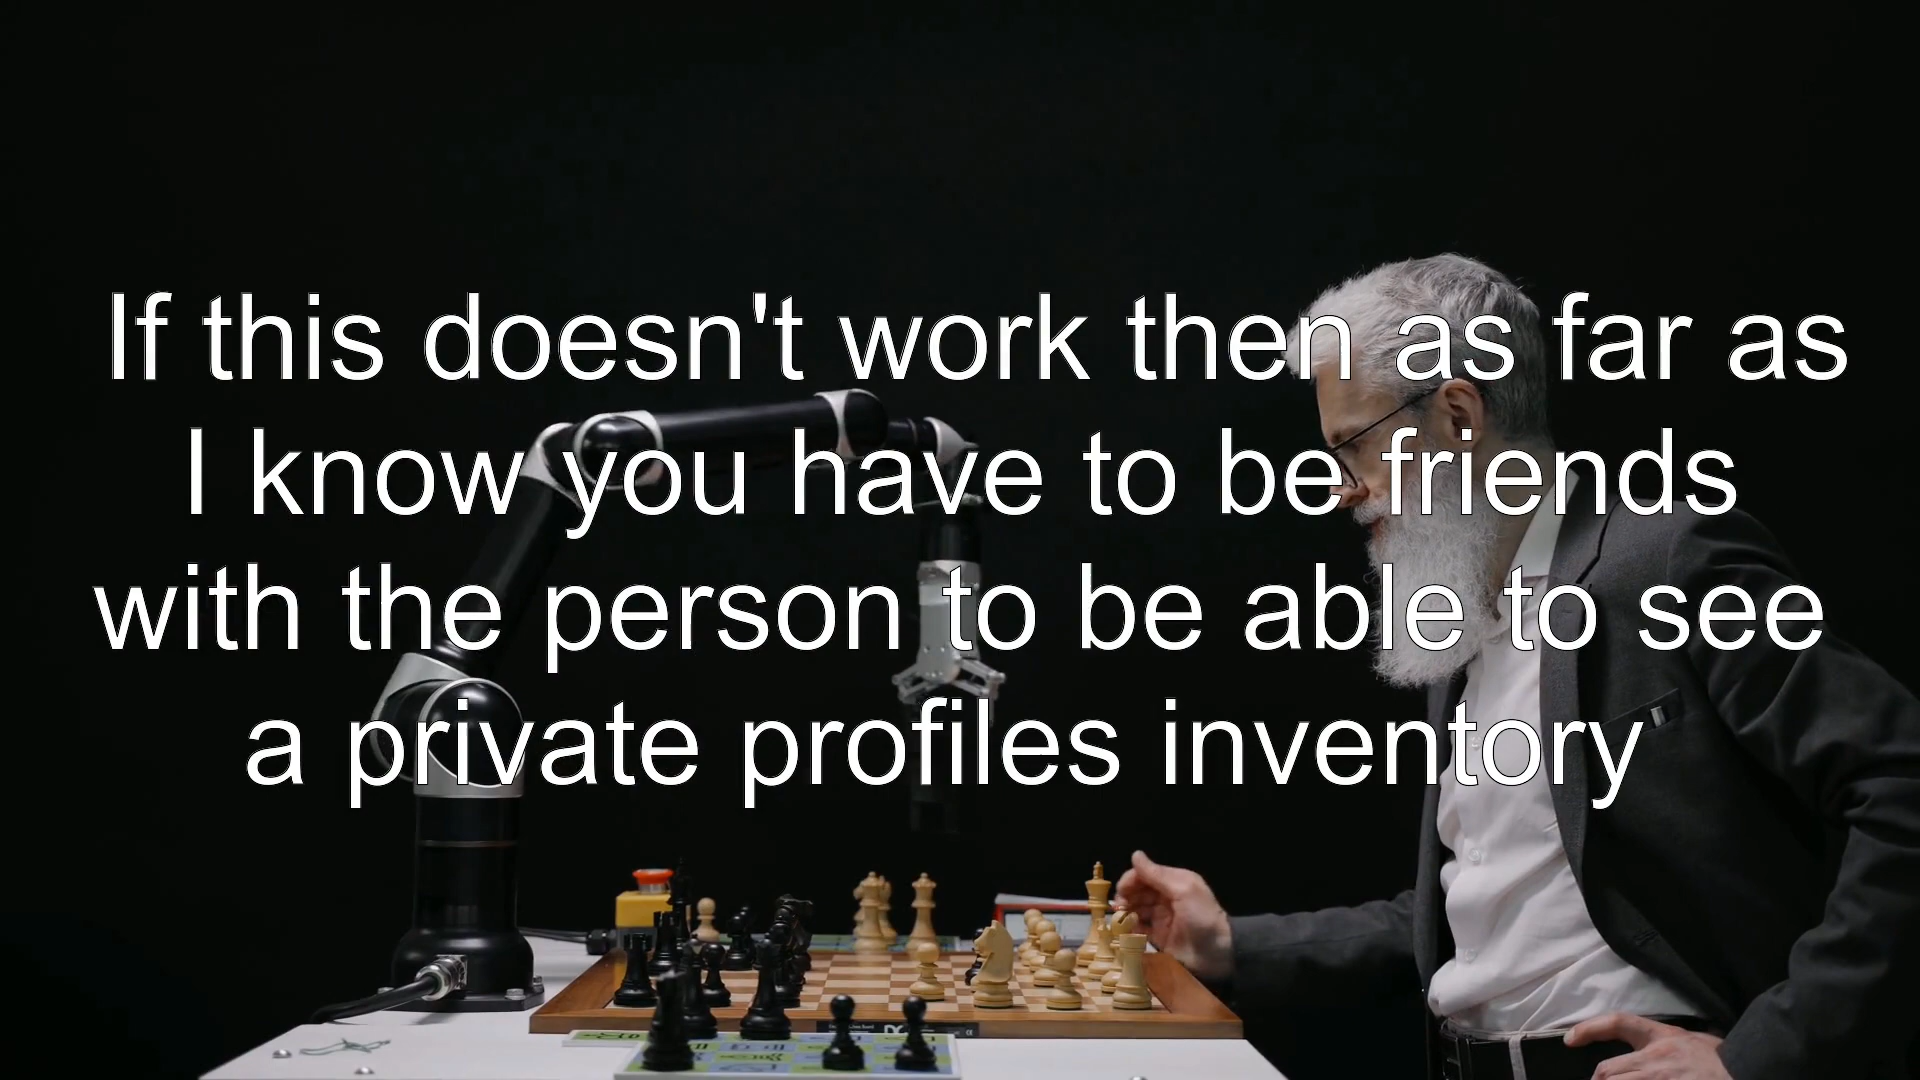 If this doesn't work then as far as
I know you have to be friends
with the person to be able to see
a private profiles inventory